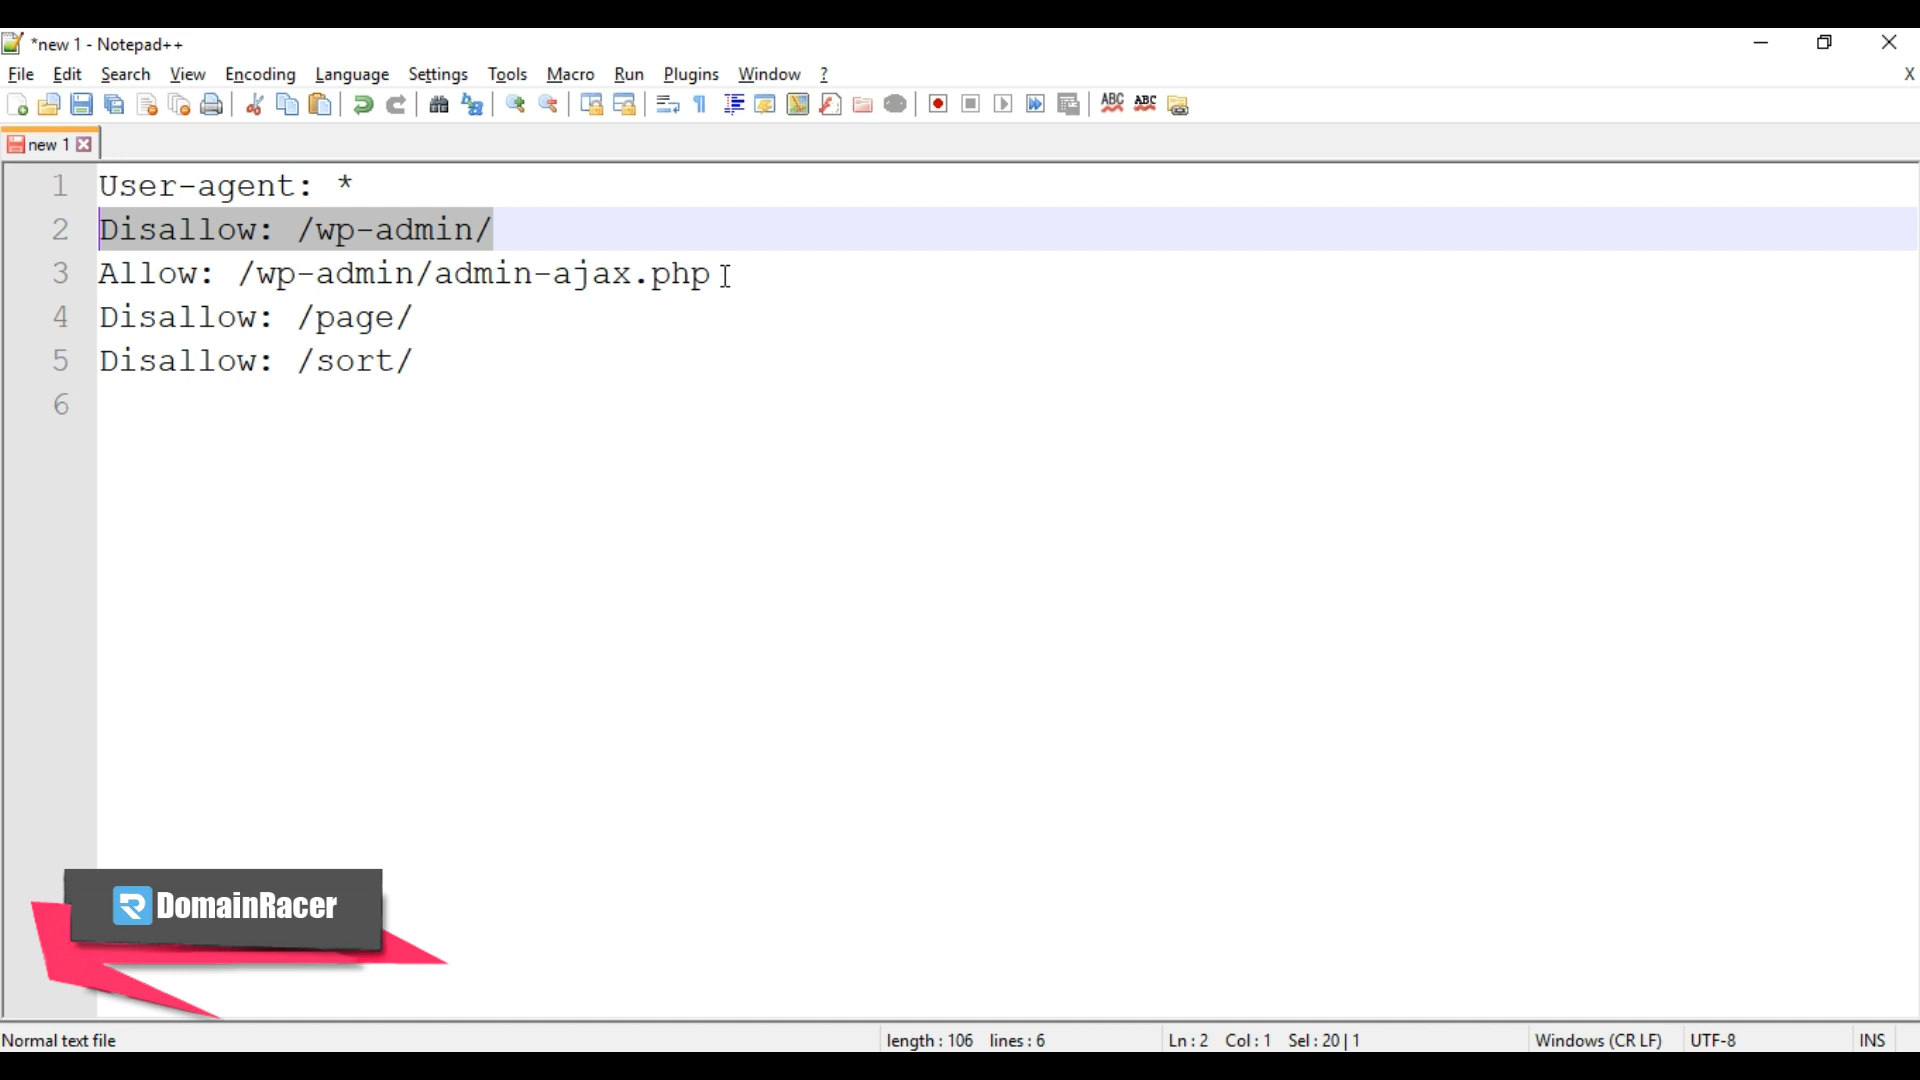 *new 1 - Notepad++
File Edit Search View Encoding Language Settings Tools Macro Run Plugins Window ? X
ABC ABC
new 1
1 User-agent: *
2 Disallow: /wp-admin/
3 Allow: /wp-admin/admin-ajax.php
4 Disallow: /page/
5 Disallow: /sort/
6
DomainRacer
Normal text file length : 106 lines : 6 Ln : 2 Col : 1 Sel : 20 | 1 Windows (CR LF) UTF-8 INS